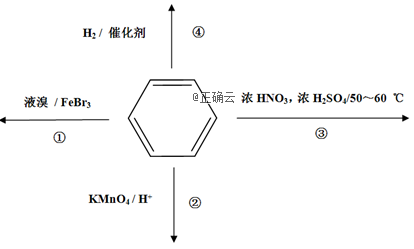 H₂ / 催化剂
④
液溴 / FeBr₃
①
@正确云
浓 HNO₃，浓 H₂SO₄/50～60 ℃
③
KMnO₄ / H⁺
②